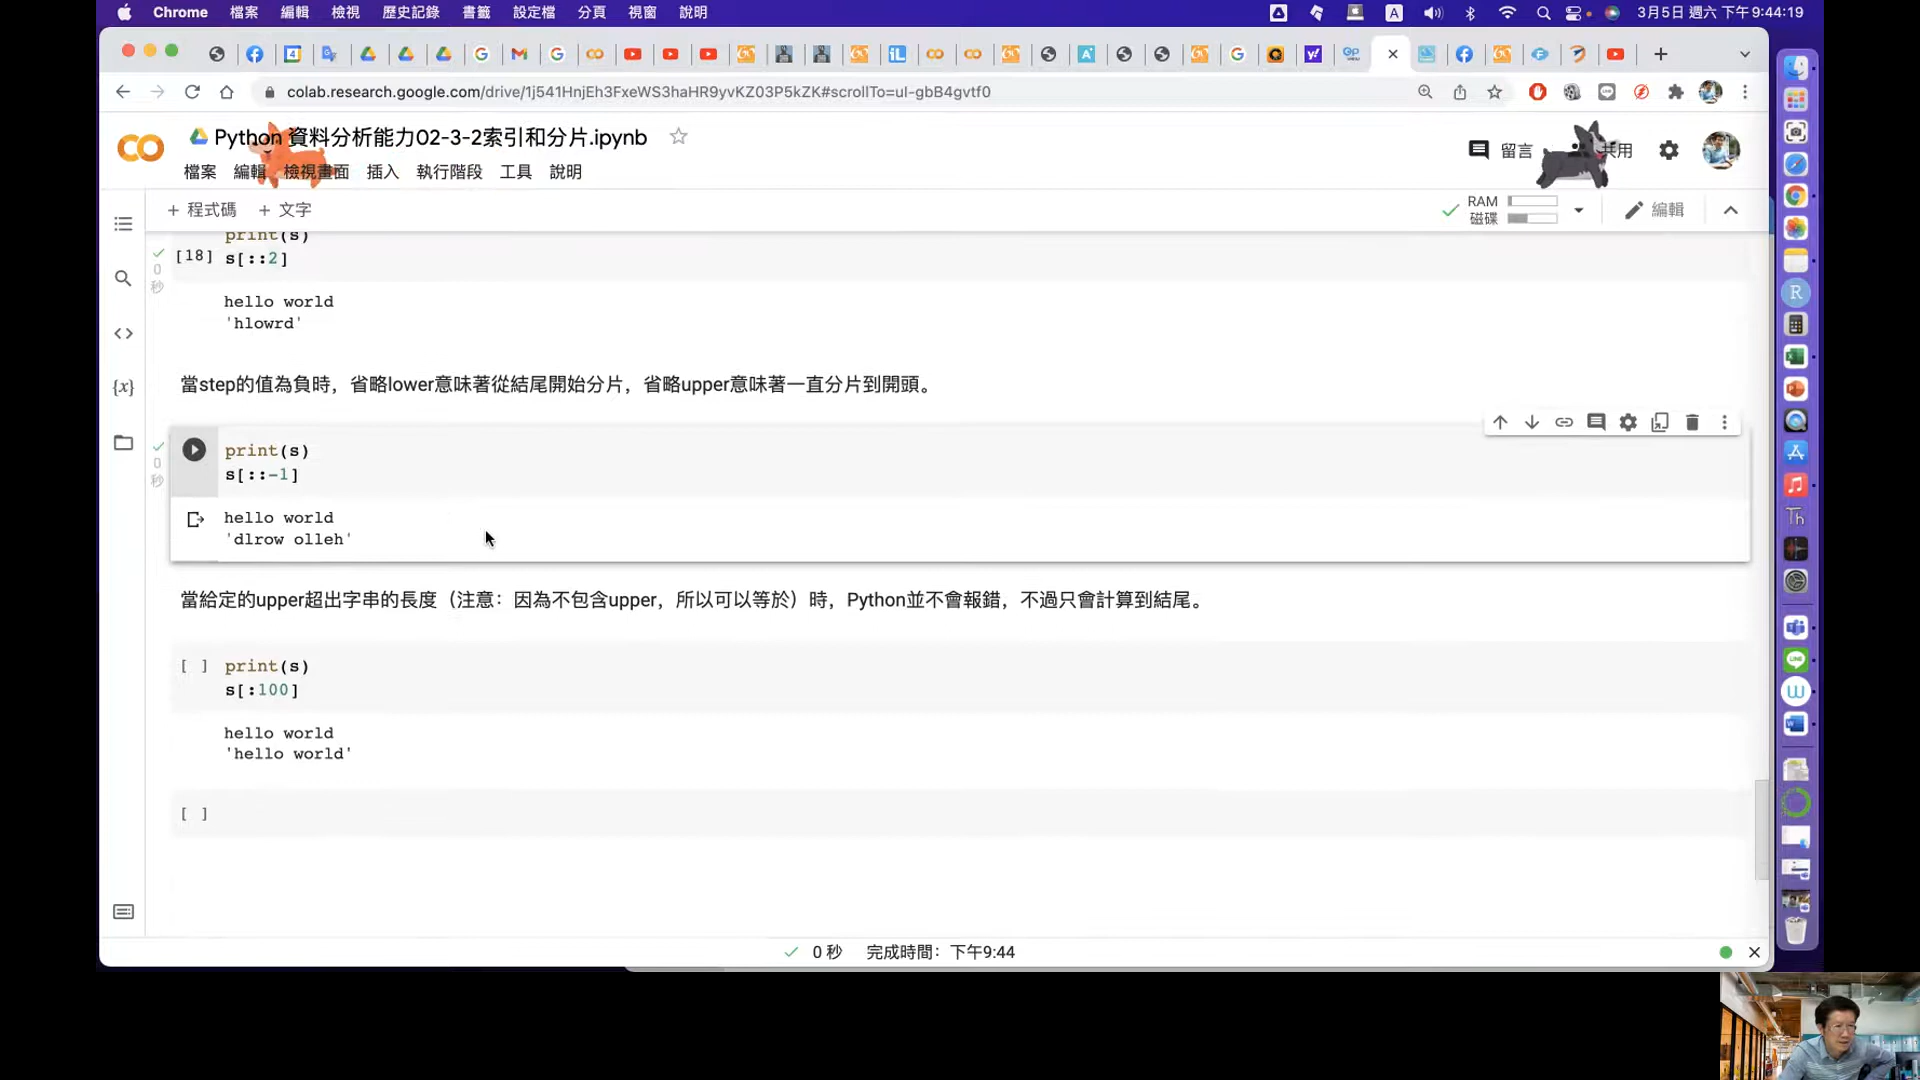 Chrome 檔案 編輯 檢視 歷史記錄 書籤 設定檔 分頁 視窗 說明 A 3月5日 週六 下午9:44:19
colab.research.google.com/drive/1j541HnjEh3FxeWS3haHR9yvKZ03P5kZK#scrollTo=ul-gbB4gvtf0
Python 資料分析能力02-3-2索引和分片.ipynb
留言 共用
檔案 編輯 檢視畫面 插入 執行階段 工具 說明
+ 程式碼 + 文字
RAM
磁碟
編輯
print(s)
[18] s[::2]
0
秒
hello world
'hlowrd'
當step的值為負時，省略lower意味著從結尾開始分片，省略upper意味著一直分片到開頭。
print(s)
s[::-1]
0
秒
hello world
'dlrow olleh'
當給定的upper超出字串的長度（注意：因為不包含upper，所以可以等於）時，Python並不會報錯，不過只會計算到結尾。
[ ] print(s)
s[:100]
hello world
'hello world'
[ ]
0 秒 完成時間：下午9:44